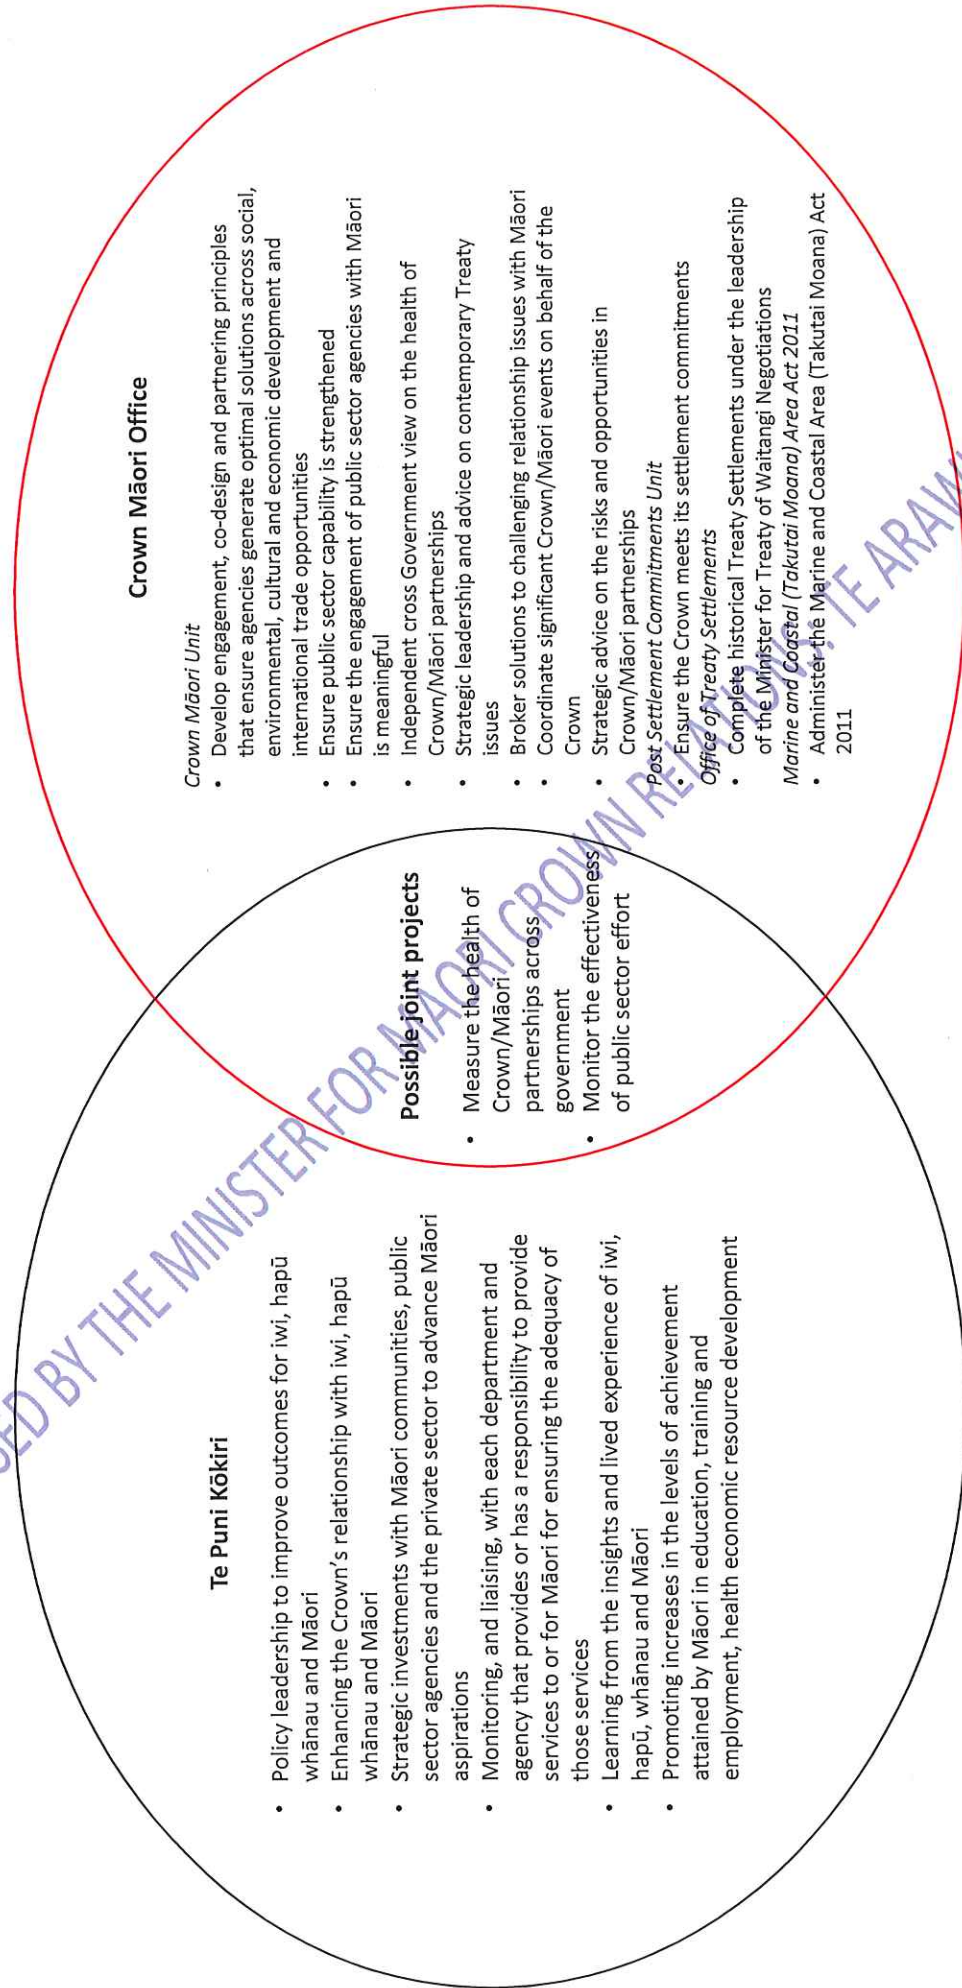 Te Puni Kōkiri
• Policy leadership to improve outcomes for iwi, hapū
whānau and Māori
• Enhancing the Crown's relationship with iwi, hapū
whānau and Māori
• Strategic investments with Māori communities, public
sector agencies and the private sector to advance Māori
aspirations
• Monitoring, and liaising, with each department and
agency that provides or has a responsibility to provide
services to or for Māori for ensuring the adequacy of
those services
• Learning from the insights and lived experience of iwi,
hapū, whānau and Māori
• Promoting increases in the levels of achievement
attained by Māori in education, training and
employment, health economic resource development
Possible joint projects
• Measure the health of
Crown/Māori
partnerships across
government
• Monitor the effectiveness
of public sector effort
Crown Māori Office
Crown Māori Unit
• Develop engagement, co-design and partnering principles
that ensure agencies generate optimal solutions across social,
environmental, cultural and economic development and
international trade opportunities
• Ensure public sector capability is strengthened
• Ensure the engagement of public sector agencies with Māori
is meaningful
• Independent cross Government view on the health of
Crown/Māori partnerships
• Strategic leadership and advice on contemporary Treaty
issues
• Broker solutions to challenging relationship issues with Māori
• Coordinate significant Crown/Māori events on behalf of the
Crown
• Strategic advice on the risks and opportunities in
Crown/Māori partnerships
Post Settlement Commitments Unit
• Ensure the Crown meets its settlement commitments
Office of Treaty Settlements
• Complete historical Treaty Settlements under the leadership
of the Minister for Treaty of Waitangi Negotiations
Marine and Coastal (Takutai Moana) Area Act 2011
• Administer the Marine and Coastal Area (Takutai Moana) Act
2011
BY THE MINISTER FOR MĀORI CROWN RELATIONS: TE